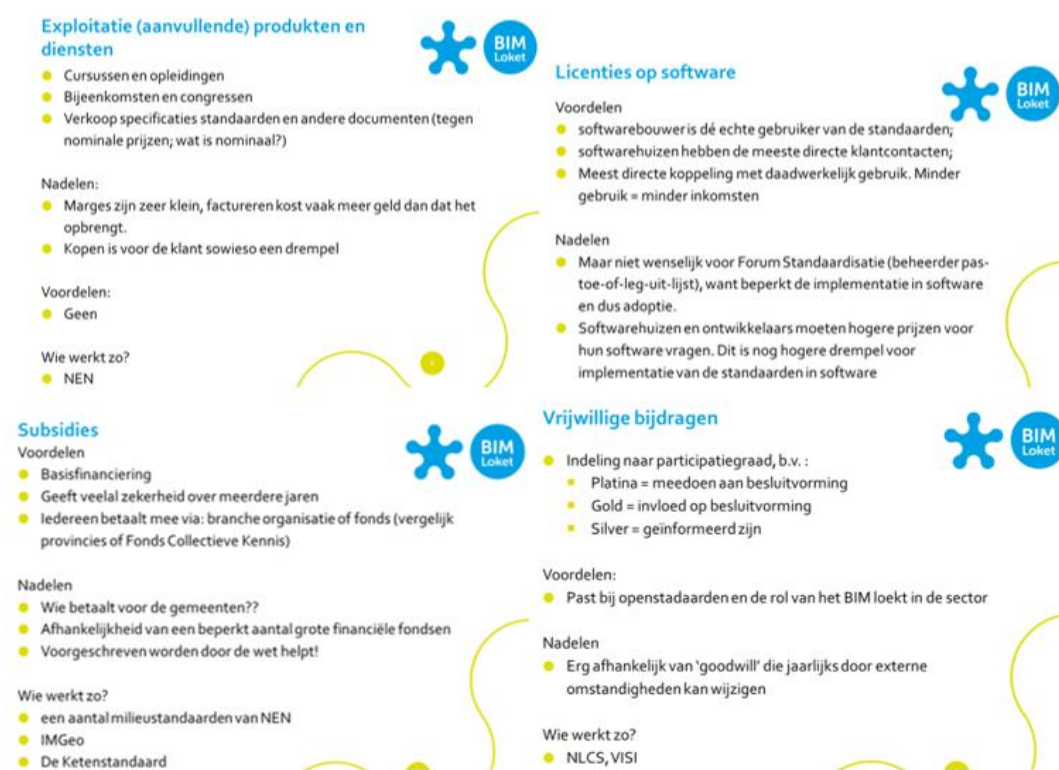 Exploitatie (aanvullende) produkten en
diensten
BIM
Loket
Cursussen en opleidingen
Bijeenkomsten en congressen
Verkoop specificaties standaarden en andere documenten (tegen
nominale prijzen; wat is nominaal?)
Nadelen:
Marges zijn zeer klein, factureren kost vaak meer geld dan dat het
opbrengt.
Kopen is voor de klant sowieso een drempel
Voordelen:
Geen
Wie werkt zo?
NEN
Licenties op software
BIM
Loket
Voordelen
softwarebouwer is dé echte gebruiker van de standaarden;
softwarehuizen hebben de meeste directe klantcontacten;
Meest directe koppeling met daadwerkelijk gebruik. Minder
gebruik = minder inkomsten
Nadelen
Maar niet wenselijk voor Forum Standaardisatie (beheerder pas-
toe-of-leg-uit-lijst), want beperkt de implementatie in software
en dus adoptie.
Softwarehuizen en ontwikkelaars moeten hogere prijzen voor
hun software vragen. Dit is nog hogere drempel voor
implementatie van de standaarden in software
Subsidies
BIM
Loket
Voordelen
Basisfinanciering
Geeft veelal zekerheid over meerdere jaren
Iedereen betaalt mee via: branche organisatie of fonds (vergelijk
provincies of Fonds Collectieve Kennis)
Nadelen
Wie betaalt voor de gemeenten??
Afhankelijkheid van een beperkt aantal grote financiële fondsen
Voorgeschreven worden door de wet helpt!
Wie werkt zo?
een aantal milieustandaarden van NEN
IMGeo
De Ketenstandaard
Vrijwillige bijdragen
BIM
Loket
Indeling naar participatiegraad, b.v. :
Platina = meedoen aan besluitvorming
Gold = invloed op besluitvorming
Silver = geïnformeerd zijn
Voordelen:
Past bij openstadaarden en de rol van het BIM loekt in de sector
Nadelen
Erg afhankelijk van ‘goodwill’ die jaarlijks door externe
omstandigheden kan wijzigen
Wie werkt zo?
NLCS, VISI